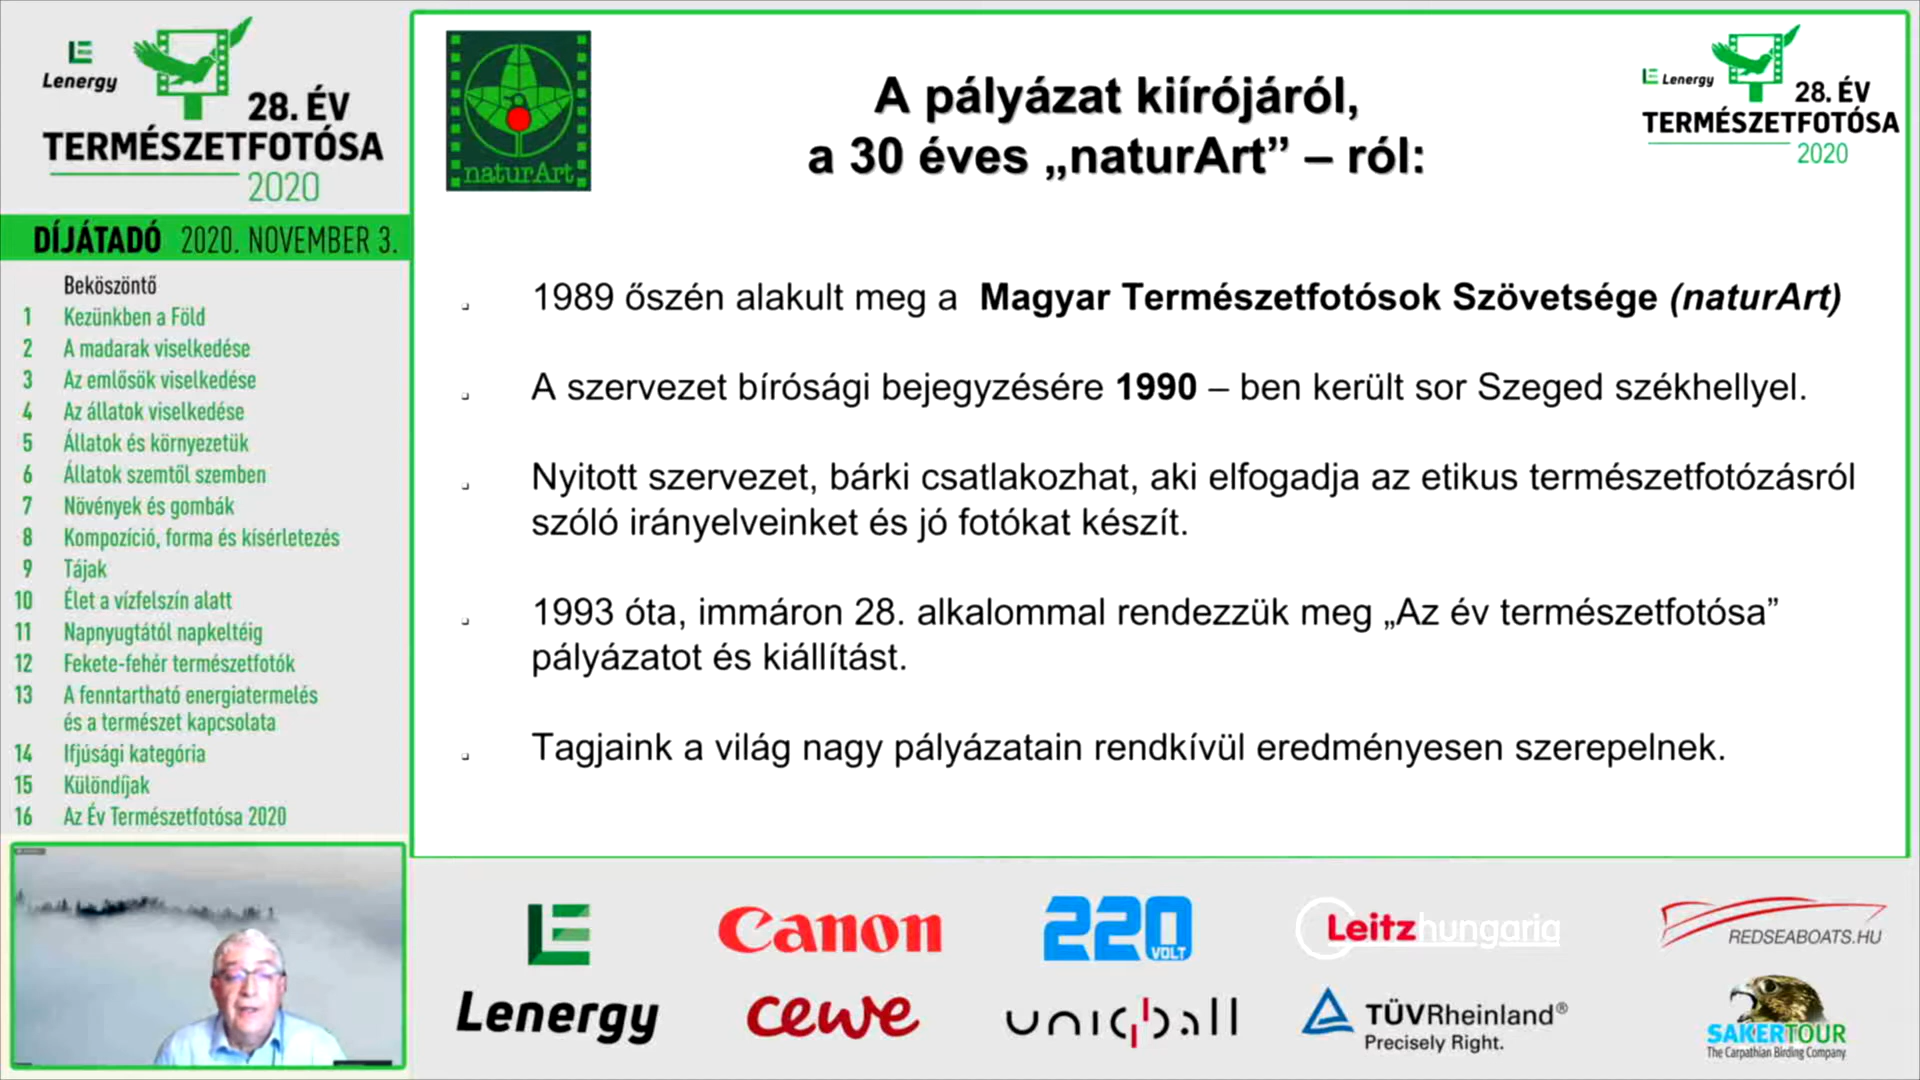 Lenergy
28. ÉV
TERMÉSZETFOTÓSA
2020
DÍJÁTADÓ 2020. NOVEMBER 3.
Beköszöntő
1 Kezünkben a Föld
2 A madarak viselkedése
3 Az emlősök viselkedése
4 Az állatok viselkedése
5 Állatok és környezetük
6 Állatok szemtől szemben
7 Növények és gombák
8 Kompozíció, forma és kísérletezés
9 Tájak
10 Élet a vízfelszín alatt
11 Napnyugtától napkeltéig
12 Fekete-fehér természetfotók
13 A fenntartható energiatermelés
és a természet kapcsolata
14 Ifjúsági kategória
15 Különdíjak
16 Az Év Természetfotósa 2020
naturArt
A pályázat kiírójáról,
a 30 éves „naturArt” – ról:
Lenergy
28. ÉV
TERMÉSZETFOTÓSA
2020
1989 őszén alakult meg a Magyar Természetfotósok Szövetsége (naturArt)
A szervezet bírósági bejegyzésére 1990 – ben került sor Szeged székhellyel.
Nyitott szervezet, bárki csatlakozhat, aki elfogadja az etikus természetfotózásról
szóló irányelveinket és jó fotókat készít.
1993 óta, immáron 28. alkalommal rendezzük meg „Az év természetfotósa”
pályázatot és kiállítást.
Tagjaink a világ nagy pályázatain rendkívül eredményesen szerepelnek.
Canon
220
VOLT
Leitz hungaria
REDSEABOATS.HU
Lenergy
cewe
uniqball
TÜVRheinland®
Precisely Right.
SAKERTOUR
The Carpathian Birding Company